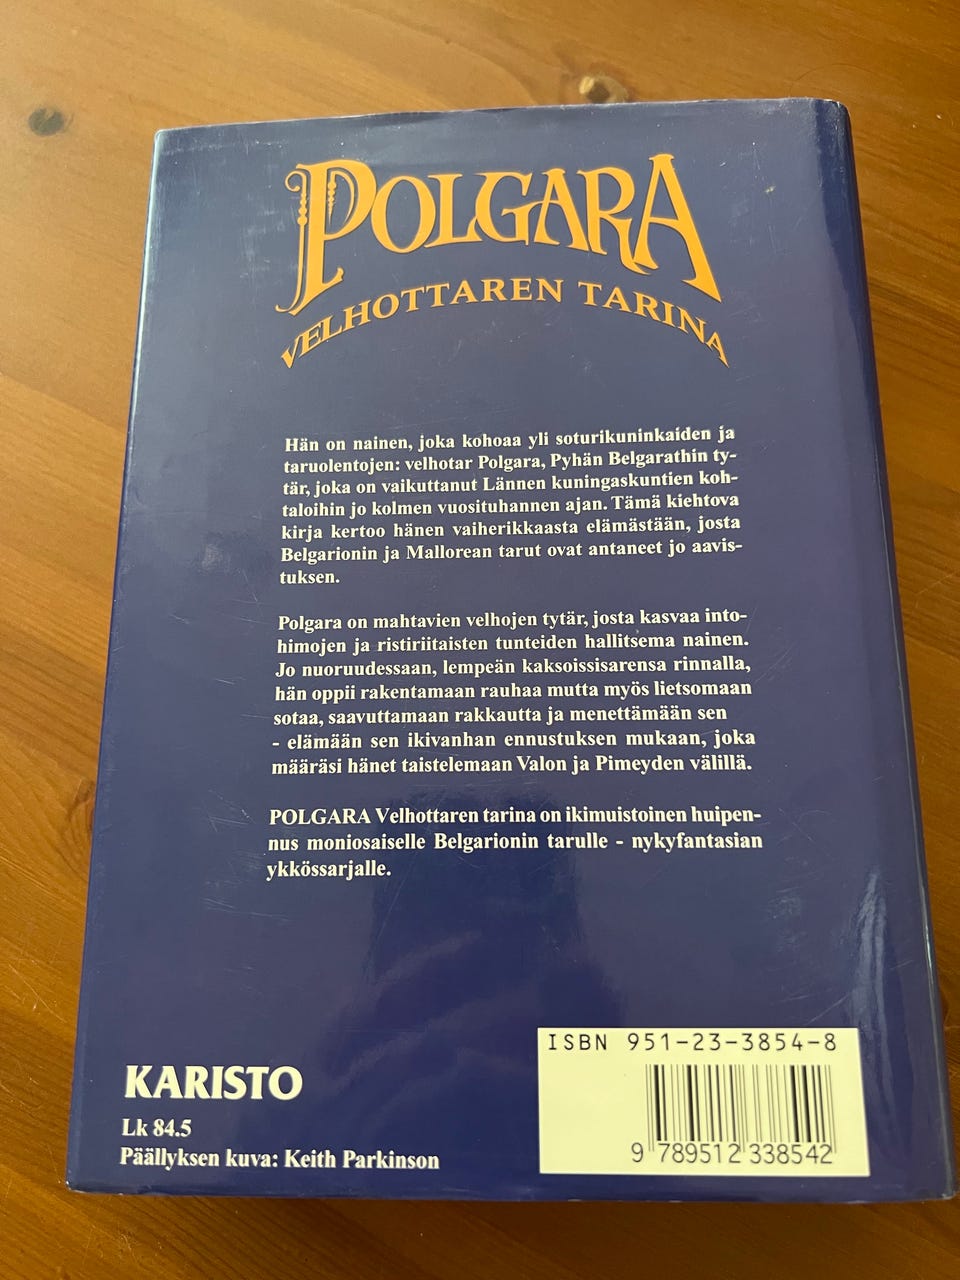 POLGARA
VELHOTTAREN TARINA
Hän on nainen, joka kohoaa yli soturikuninkaiden ja
taruolentojen: velhotar Polgara, Pyhän Belgarathin ty-
tär, joka on vaikuttanut Lännen kuningaskuntien koh-
taloihin jo kolmen vuosituhannen ajan. Tämä kiehtova
kirja kertoo hänen vaiherikkaasta elämästään, josta
Belgarionin ja Mallorean tarut ovat antaneet jo aavis-
tuksen.
Polgara on mahtavien velhojen tytär, josta kasvaa into-
himojen ja ristiriitaisten tunteiden hallitsema nainen.
Jo nuoruudessaan, lempeän kaksoissisarensa rinnalla,
hän oppii rakentamaan rauhaa mutta myös lietsomaan
sotaa, saavuttamaan rakkautta ja menettämään sen
- elämään sen ikivanhan ennustuksen mukaan, joka
määräsi hänet taistelemaan Valon ja Pimeyden välillä.
POLGARA Velhottaren tarina on ikimuistoinen huipen-
nus moniosaiselle Belgarionin tarulle - nykyfantasian
ykkössarjalle.
ISBN 951-23-3854-8
9 789512 338542
KARISTO
Lk 84.5
Päällyksen kuva: Keith Parkinson